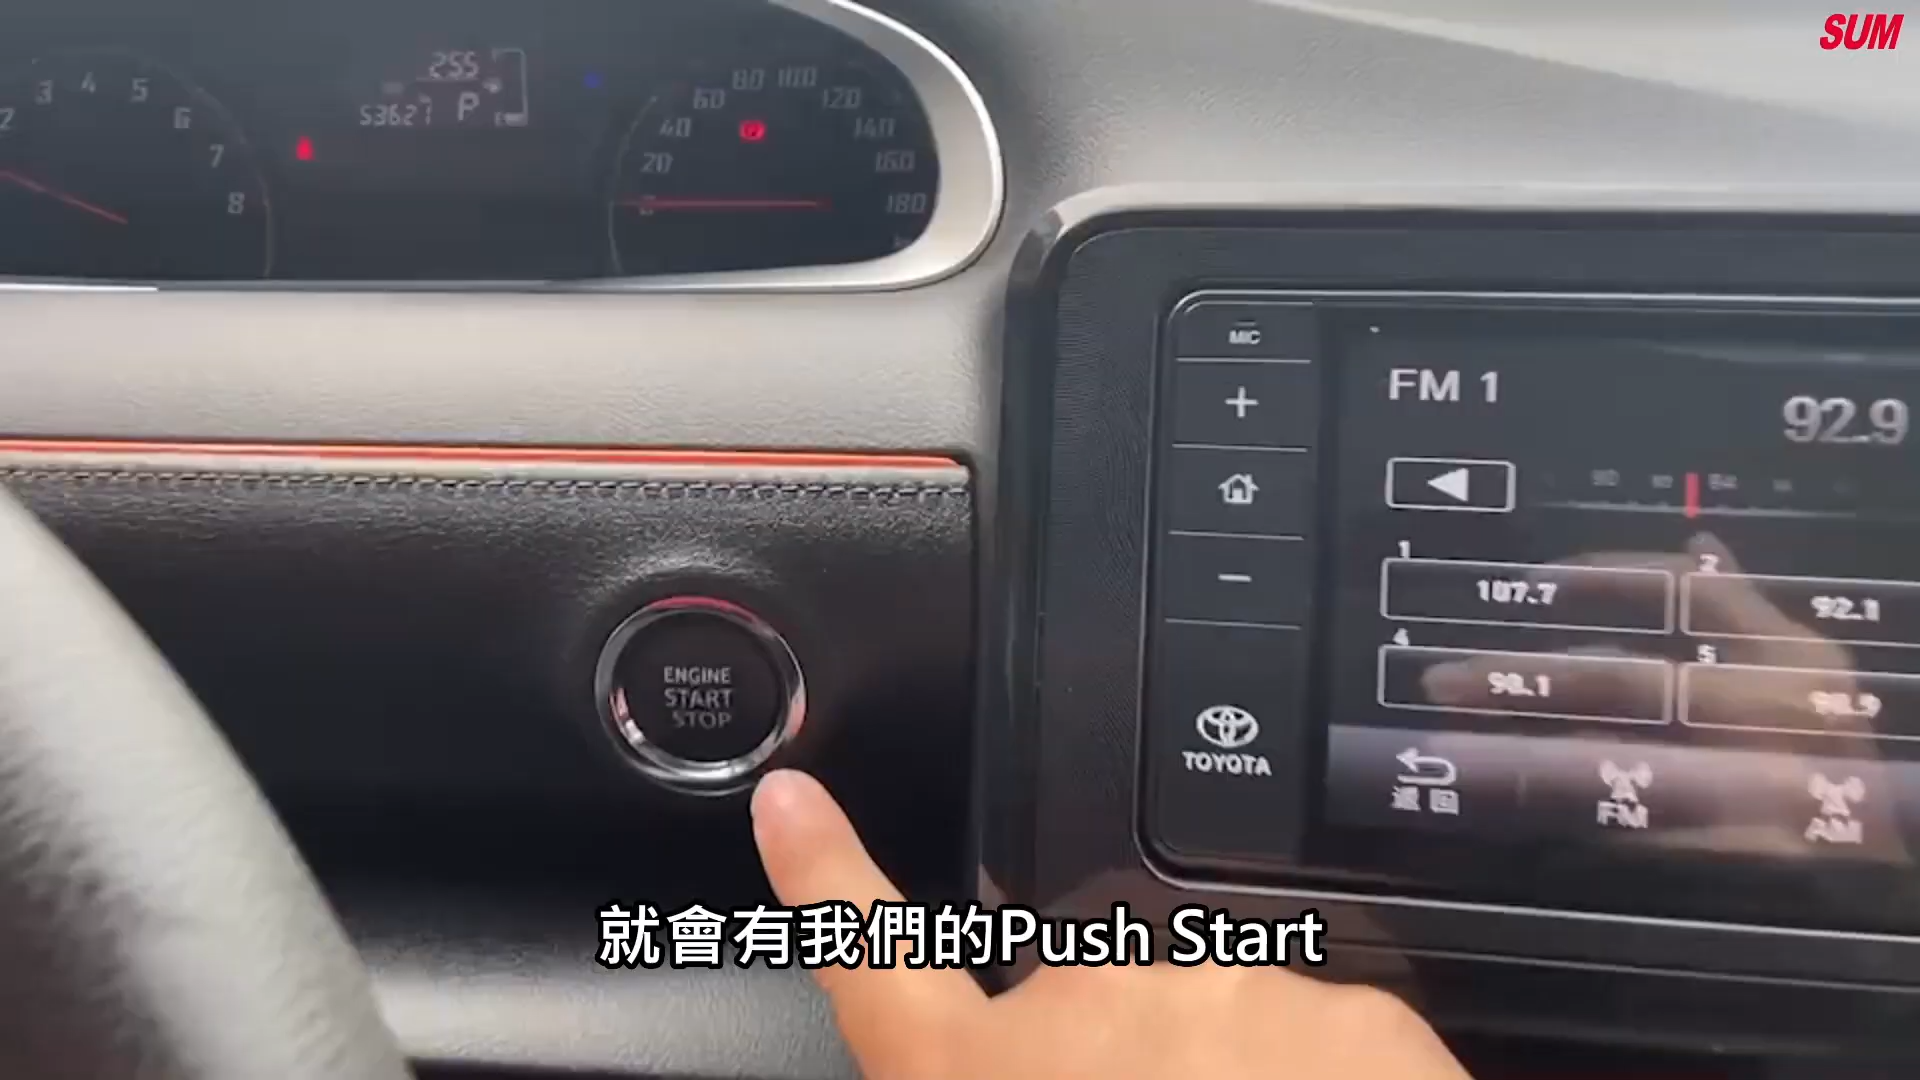 SUM
255
53627 P
2 3 4 5 6 7 8
0 20 40 60 80 100 120 140 160 180
MIC
+
−
TOYOTA
FM 1
92.9
1
107.7
2
92.1
4
5
返回
FM
AM
ENGINE
START
STOP
就會有我們的Push Start